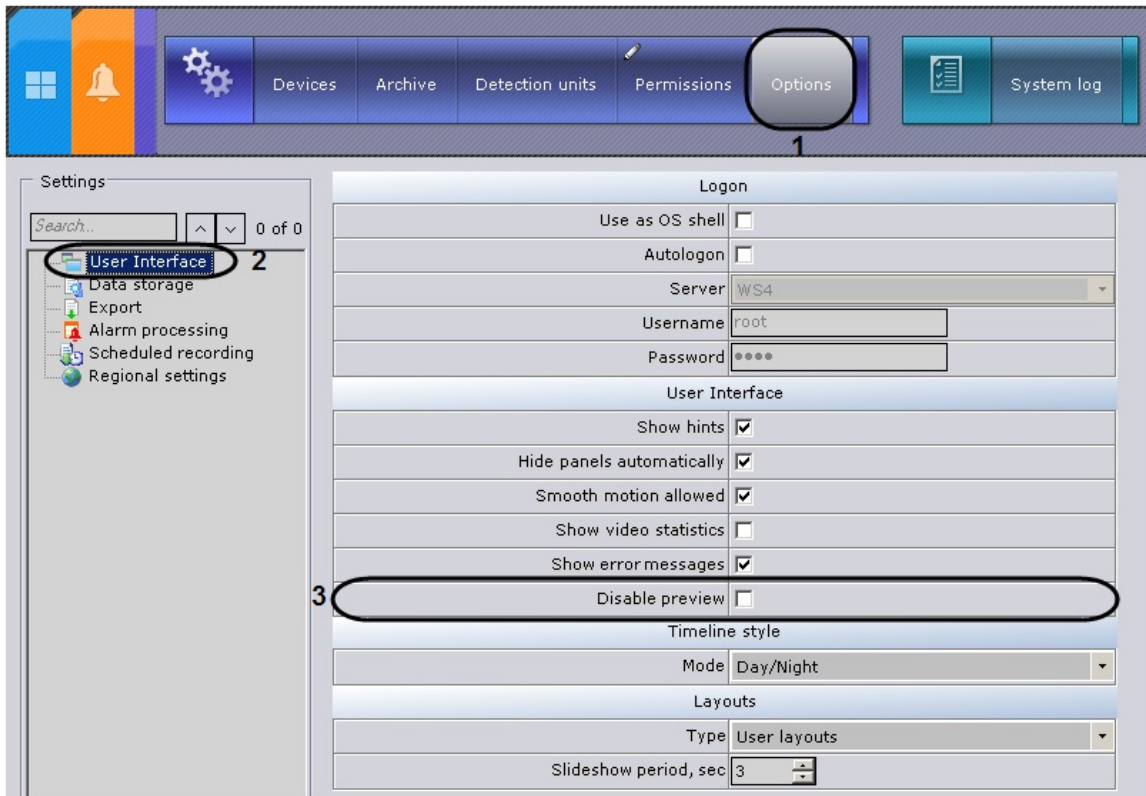 Devices Archive Detection units Permissions Options System log
1
Settings
Search... 0 of 0
User Interface 2
Data storage
Export
Alarm processing
Scheduled recording
Regional settings
Logon
Use as OS shell
Autologon
Server WS4
Username root
Password ••••
User Interface
Show hints
Hide panels automatically
Smooth motion allowed
Show video statistics
Show error messages
3 Disable preview
Timeline style
Mode Day/Night
Layouts
Type User layouts
Slideshow period, sec 3